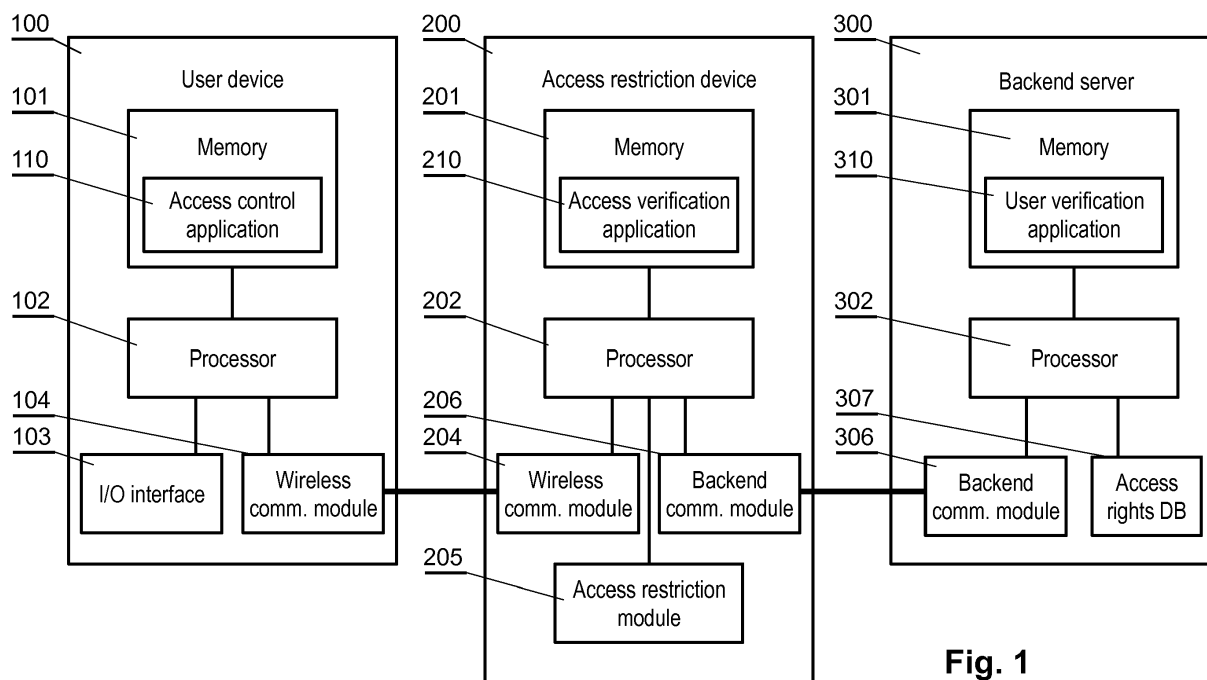 100
User device
101
Memory
110
Access control
application
102
Processor
104
103
I/O interface
Wireless
comm. module
200
Access restriction device
201
Memory
210
Access verification
application
202
Processor
206
204
Wireless
comm. module
Backend
comm. module
205
Access restriction
module
300
Backend server
301
Memory
310
User verification
application
302
Processor
307
306
Backend
comm. module
Access
rights DB
Fig. 1